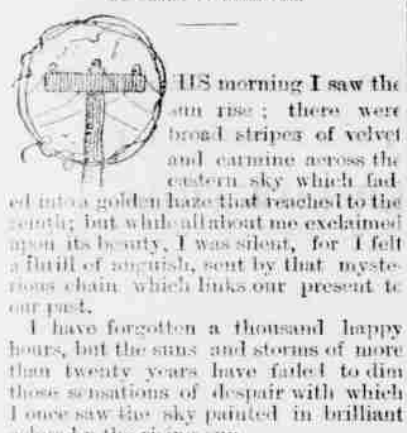 THIS morning I saw the
sun rise ; there were
broad stripes of velvet
and carmine across the
eastern sky which fad-
ed into a golden haze that reached to the
zenith; but while all about me exclaimed
upon its beauty, I was silent, for I felt
a thrill of anguish, sent by that myste-
rious chain which links our present to
our past.
I have forgotten a thousand happy
hours, but the suns and storms of more
than twenty years have failed to dim
those sensations of despair with which
I once saw the sky painted in brilliant